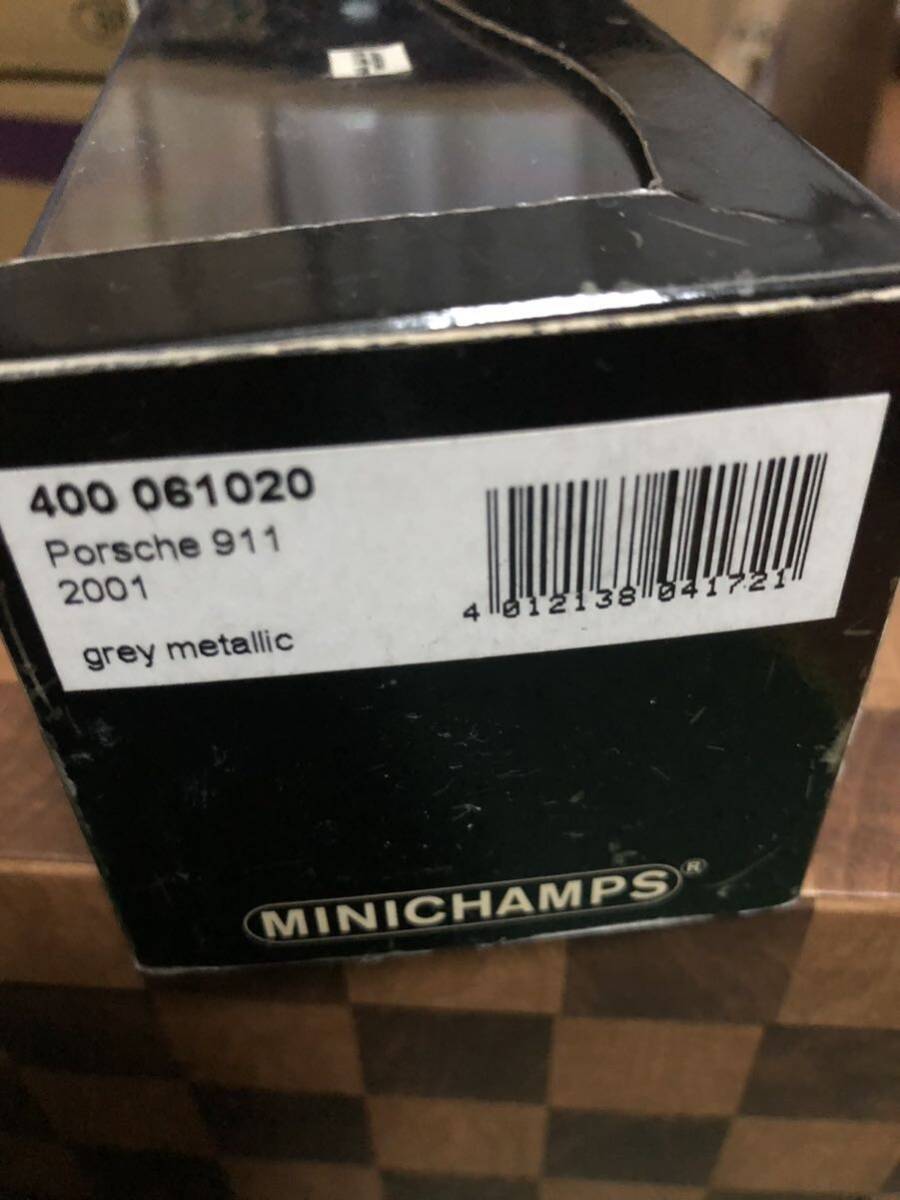 400 061020
Porsche 911
2001
grey metallic
4 012138 041721
MINICHAMPS®